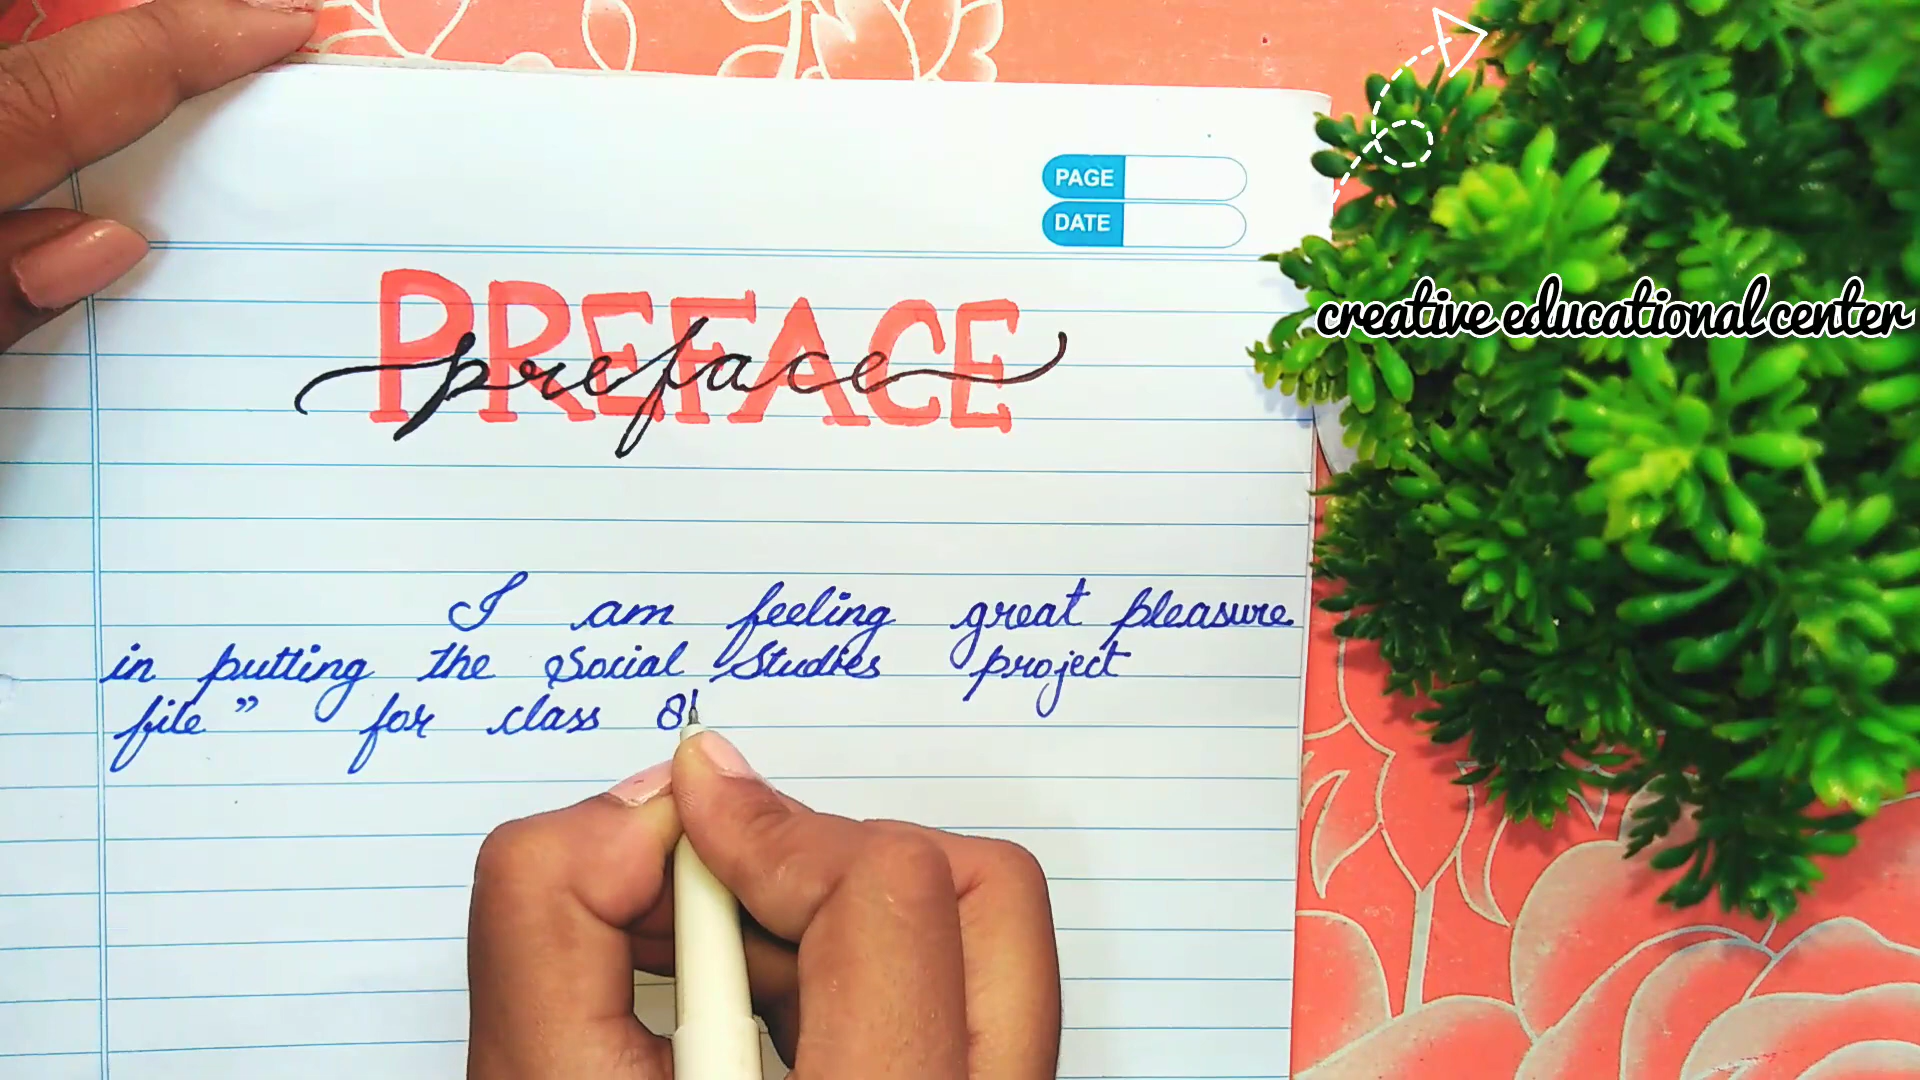 PAGE
DATE
PREFACE
preface
creative educational center
I am feeling great pleasure
in putting the Social Studies project
file” for class 8